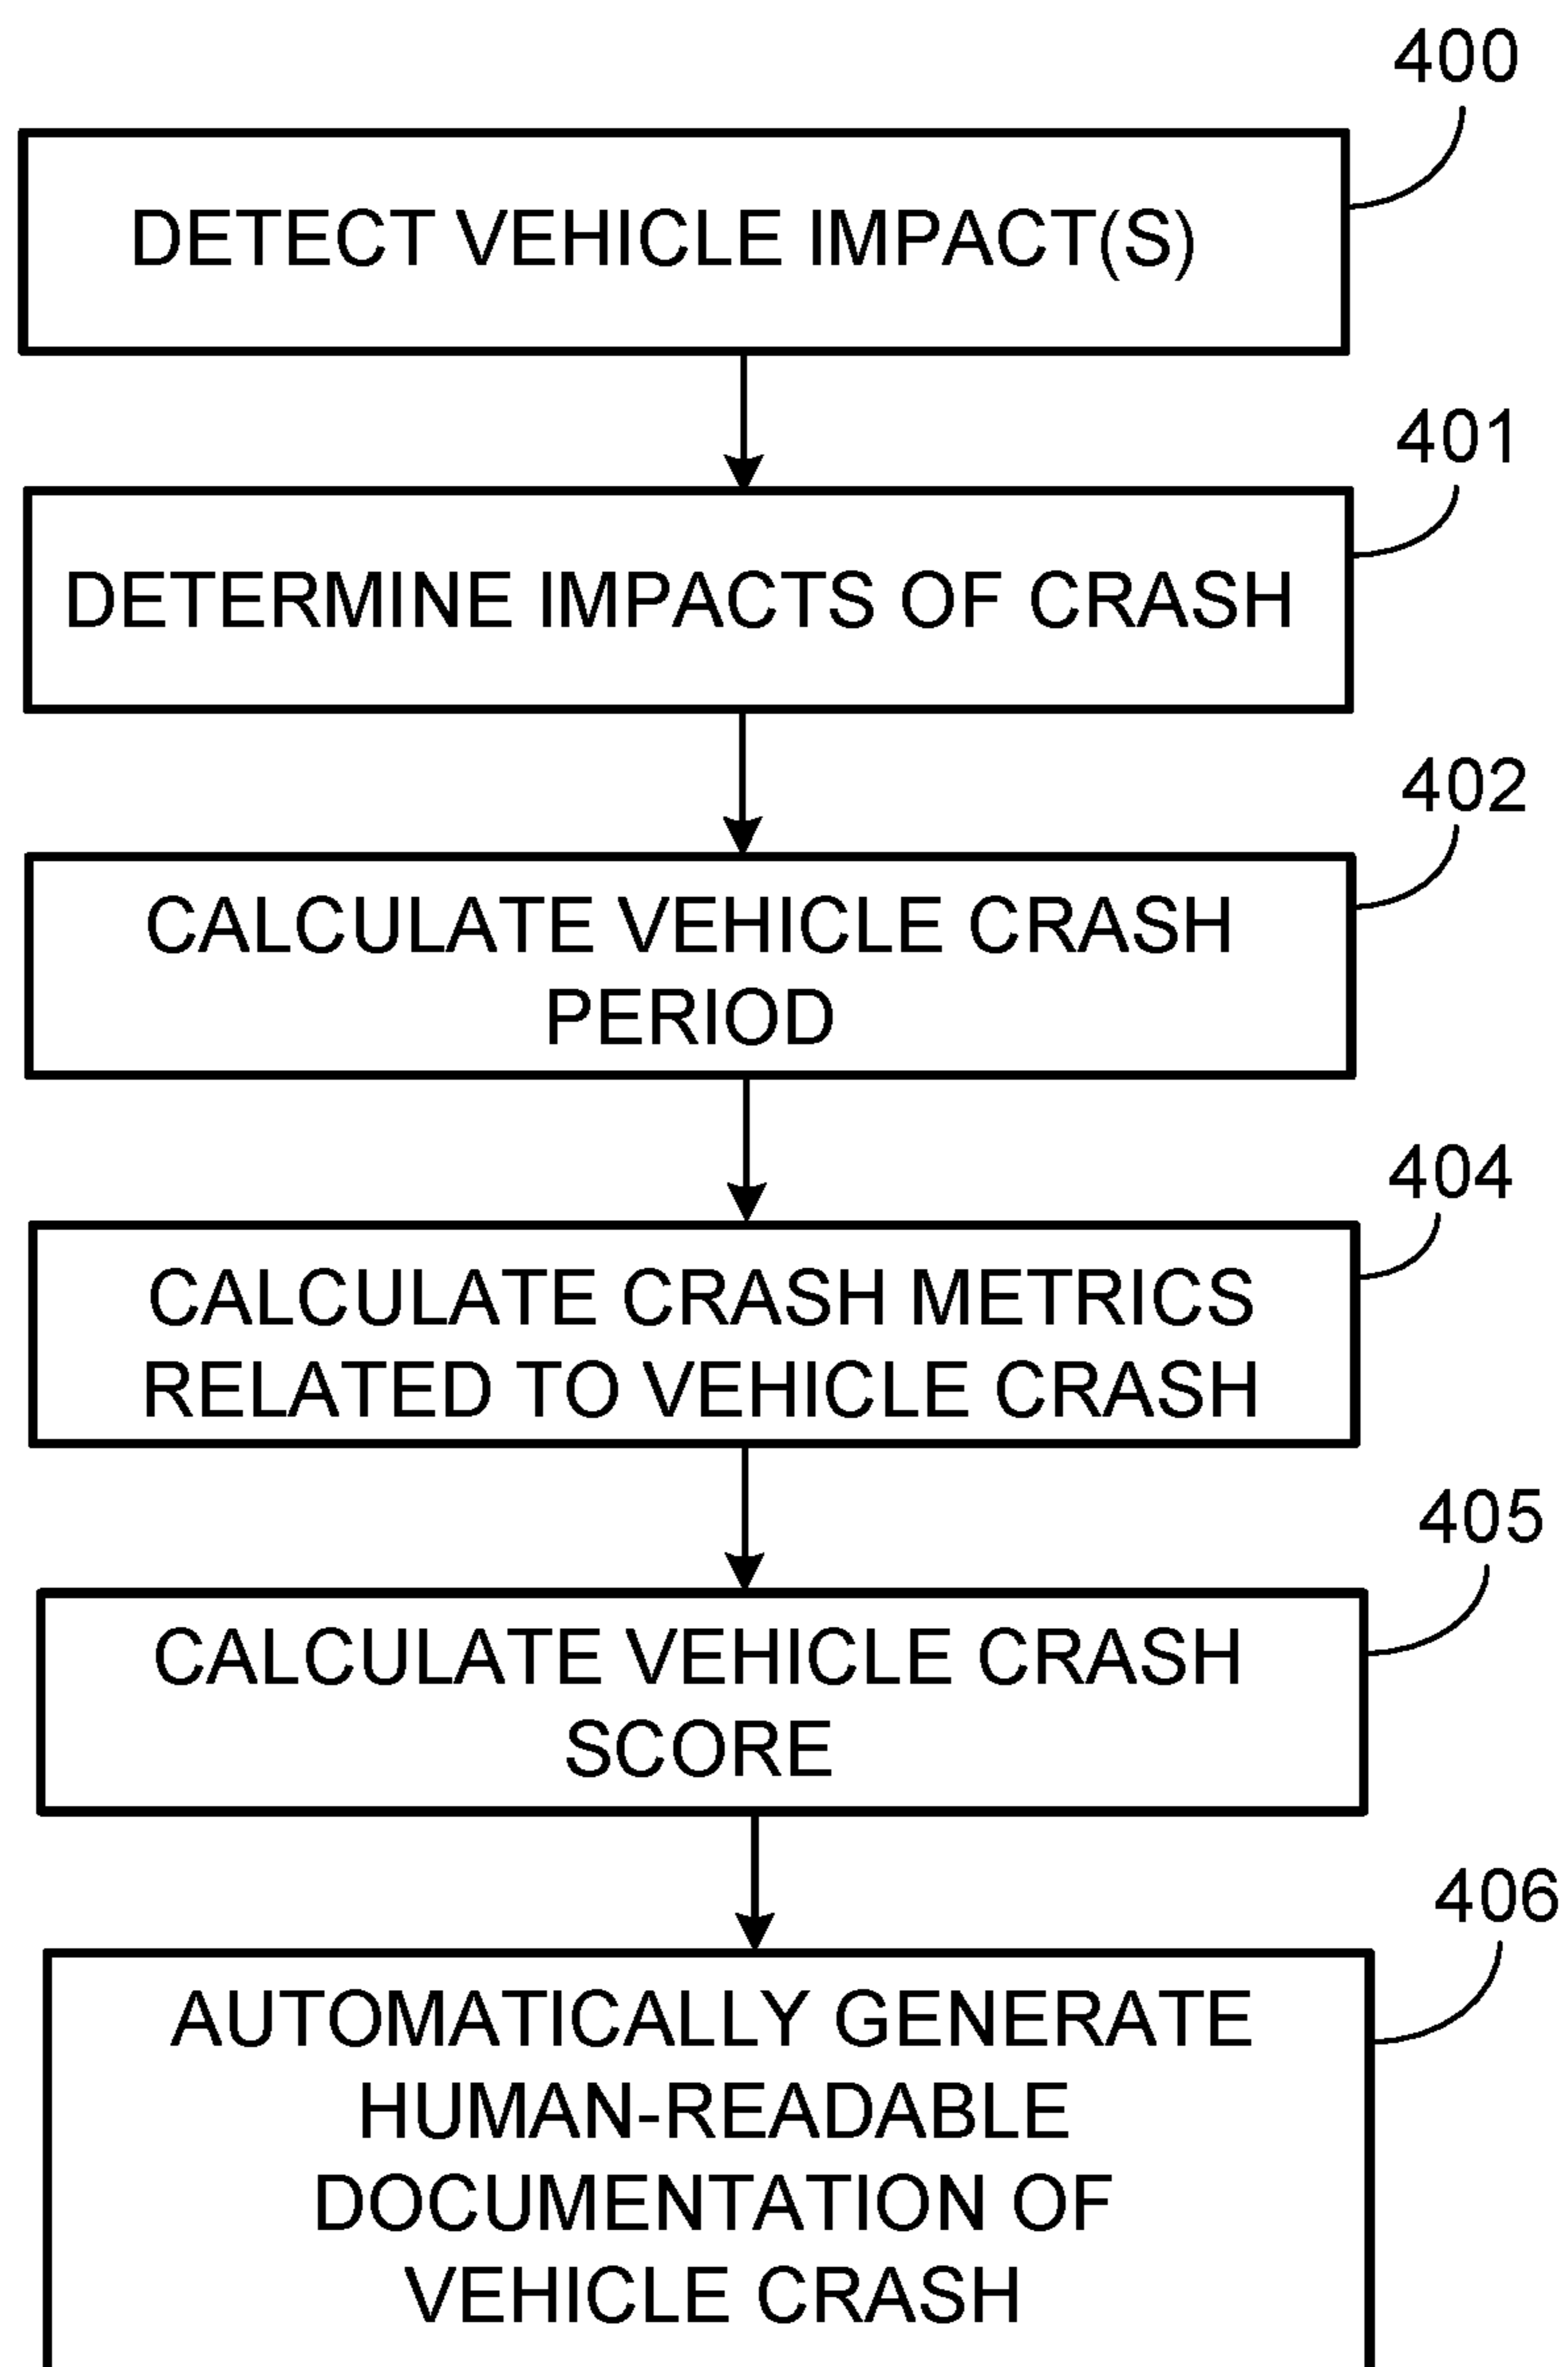 400
DETECT VEHICLE IMPACT(S)
401
DETERMINE IMPACTS OF CRASH
402
CALCULATE VEHICLE CRASH
PERIOD
404
CALCULATE CRASH METRICS
RELATED TO VEHICLE CRASH
405
CALCULATE VEHICLE CRASH
SCORE
406
AUTOMATICALLY GENERATE
HUMAN-READABLE
DOCUMENTATION OF
VEHICLE CRASH